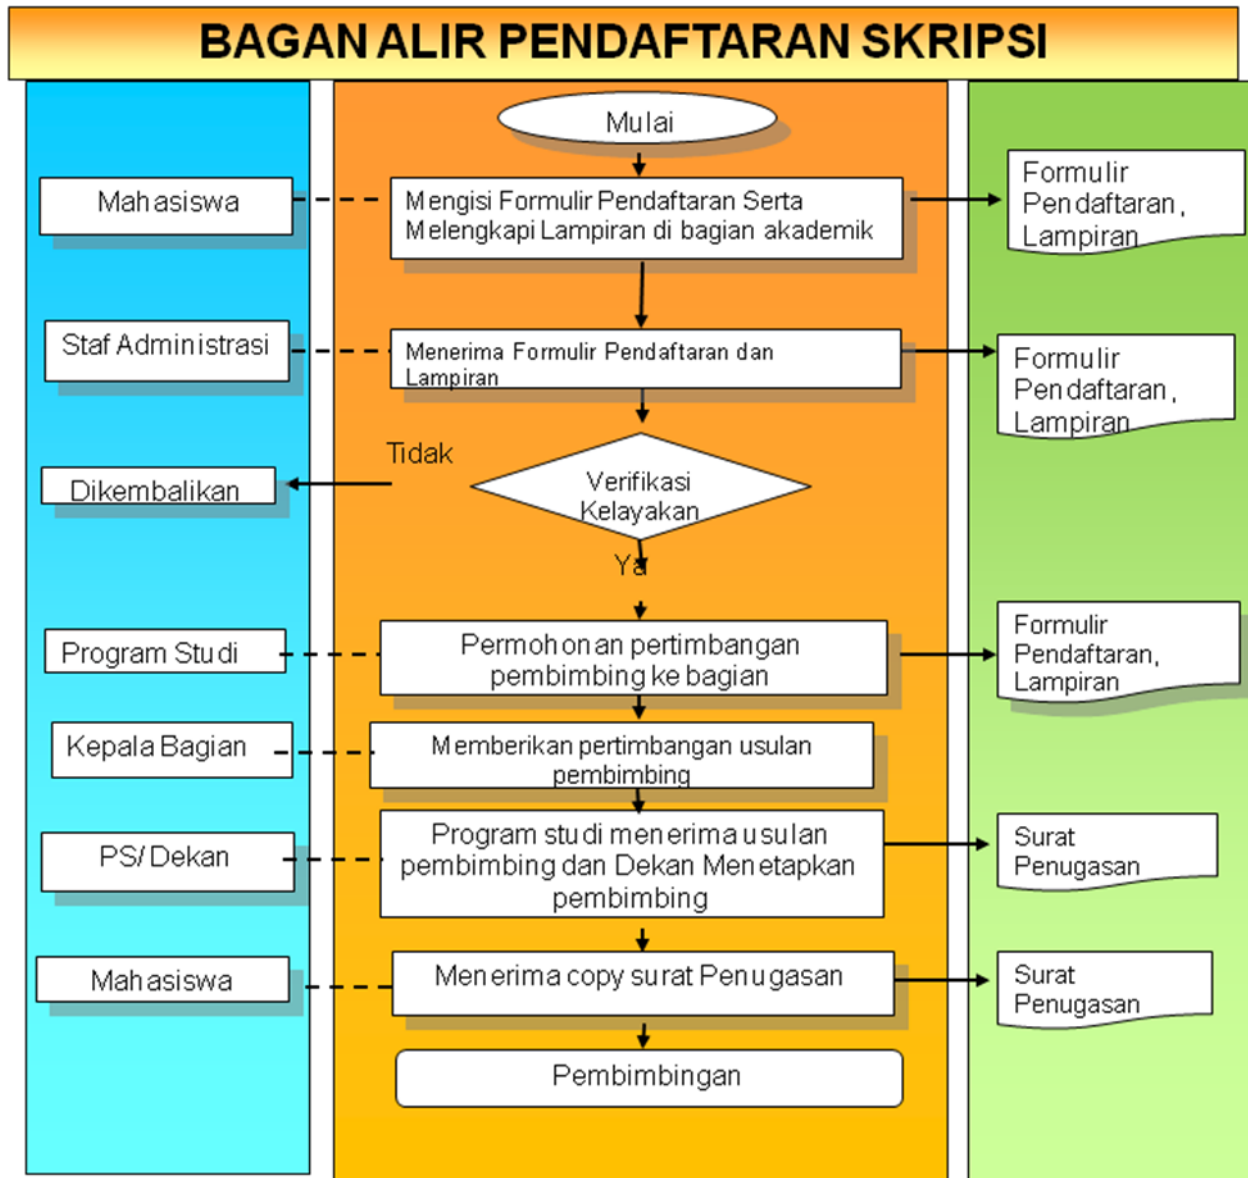 BAGAN ALIR PENDAFTARAN SKRIPSI
Mulai
Mahasiswa
Mengisi Formulir Pendaftaran Serta
Melengkapi Lampiran di bagian akademik
Formulir
Pendaftaran,
Lampiran
Staf Administrasi
Menerima Formulir Pendaftaran dan
Lampiran
Formulir
Pendaftaran,
Lampiran
Tidak
Dikembalikan
Verifikasi
Kelayakan
Ya
Program Studi
Permohonan pertimbangan
pembimbing ke bagian
Formulir
Pendaftaran,
Lampiran
Kepala Bagian
Memberikan pertimbangan usulan
pembimbing
PS/Dekan
Program studi menerima usulan
pembimbing dan Dekan Menetapkan
pembimbing
Surat
Penugasan
Mahasiswa
Menerima copy surat Penugasan
Surat
Penugasan
Pembimbingan